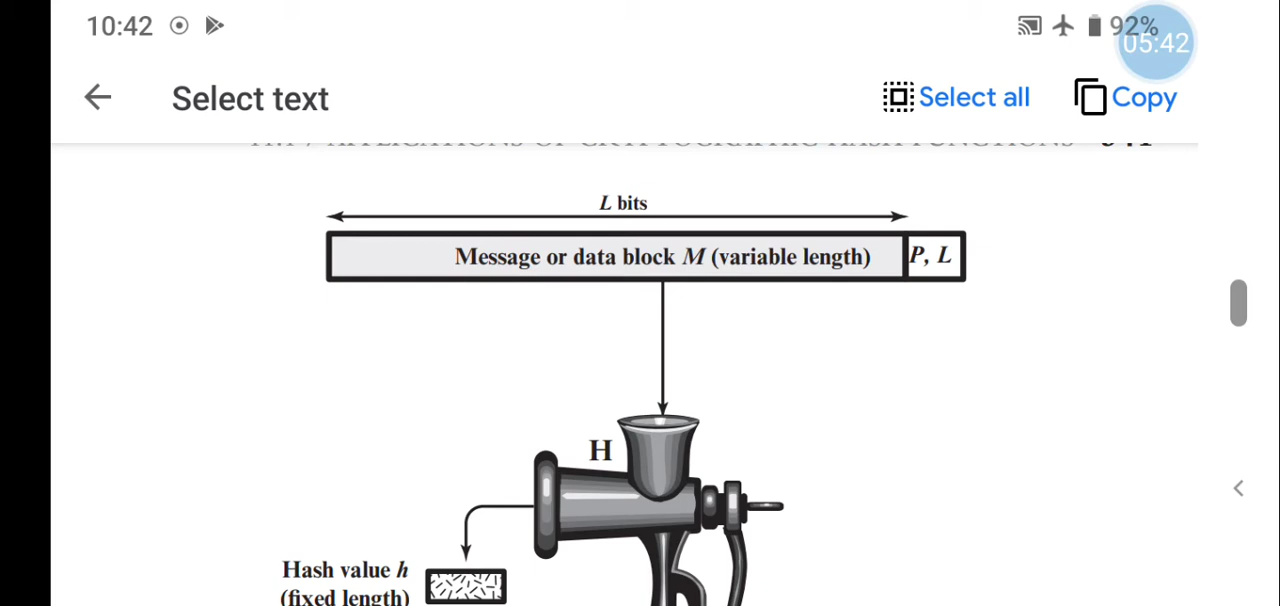 10:42
92%
05:42
Select text
Select all
Copy
L bits
Message or data block M (variable length)
P, L
H
Hash value h
(fixed length)